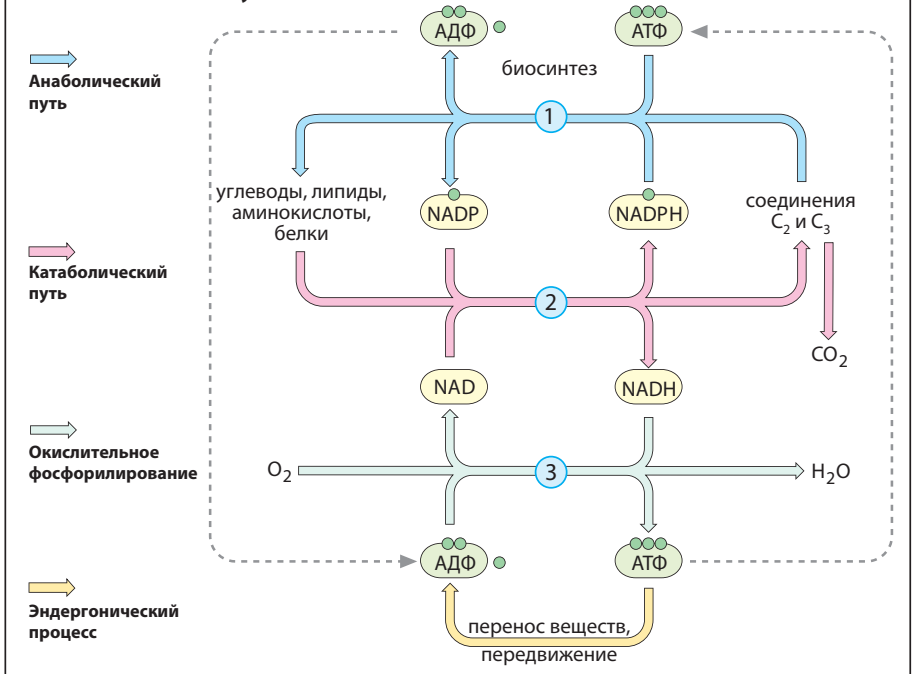 АДФ
АТФ
биосинтез
Анаболический
путь
1
углеводы, липиды,
аминокислоты,
белки
NADP
NADPH
соединения
C2 и C3
Катаболический
путь
2
CO2
NAD
NADH
Окислительное
фосфорилирование
O2
3
H2O
АДФ
АТФ
Эндергонический
процесс
перенос веществ,
передвижение